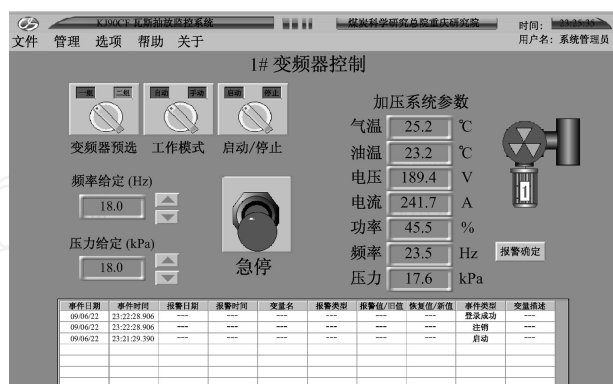 KJ90CF 瓦斯抽放监控系统 煤炭科学研究总院重庆研究院 时间: 23:25:35
文件 管理 选项 帮助 关于 用户名: 系统管理员
1# 变频器控制
一组 二组 自动 手动 启动 停止
变频器预选 工作模式 启动/停止
频率给定 (Hz)
18.0
压力给定 (kPa)
18.0
急停
加压系统参数
气温 25.2 ℃
油温 23.2 ℃
电压 189.4 V
电流 241.7 A
功率 45.5 %
频率 23.5 Hz
压力 17.6 kPa
1
报警确定
事件日期 事件时间 报警日期 报警时间 变量名 报警类型 报警值/旧值 恢复值/新值 事件类型 变量描述
09/06/22 23:22:28.906 --- --- --- --- --- --- 登录成功 ---
09/06/22 23:22:28.906 --- --- --- --- --- --- 注销 ---
09/06/22 23:21:29.390 --- --- --- --- --- --- 启动 ---